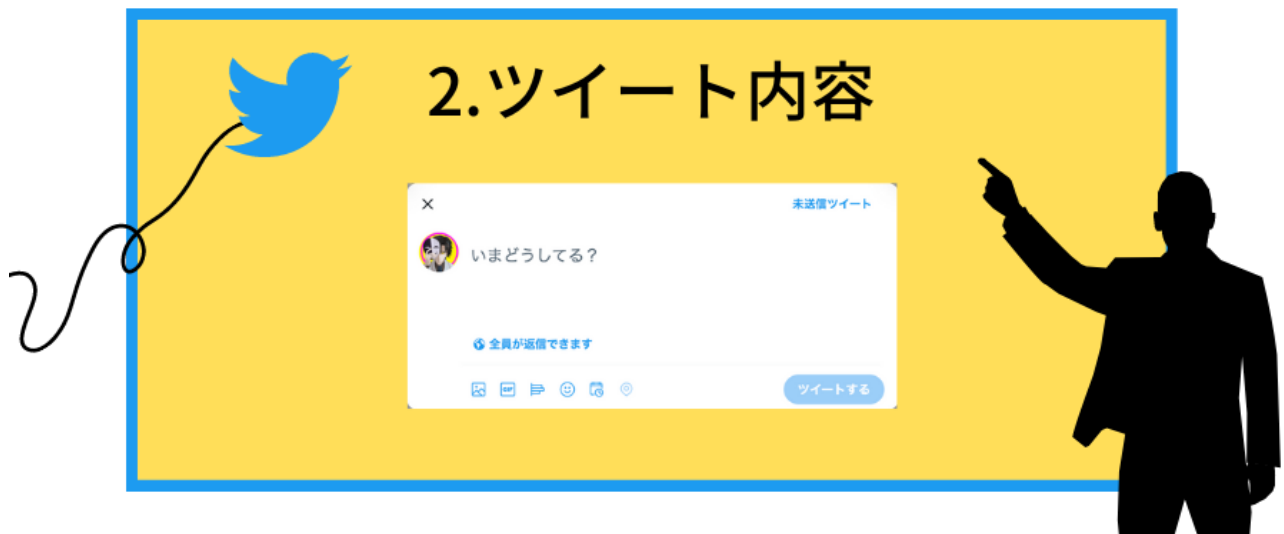 2.ツイート内容
未送信ツイート
いまどうしてる?
全員が返信できます
GIF
ツイートする